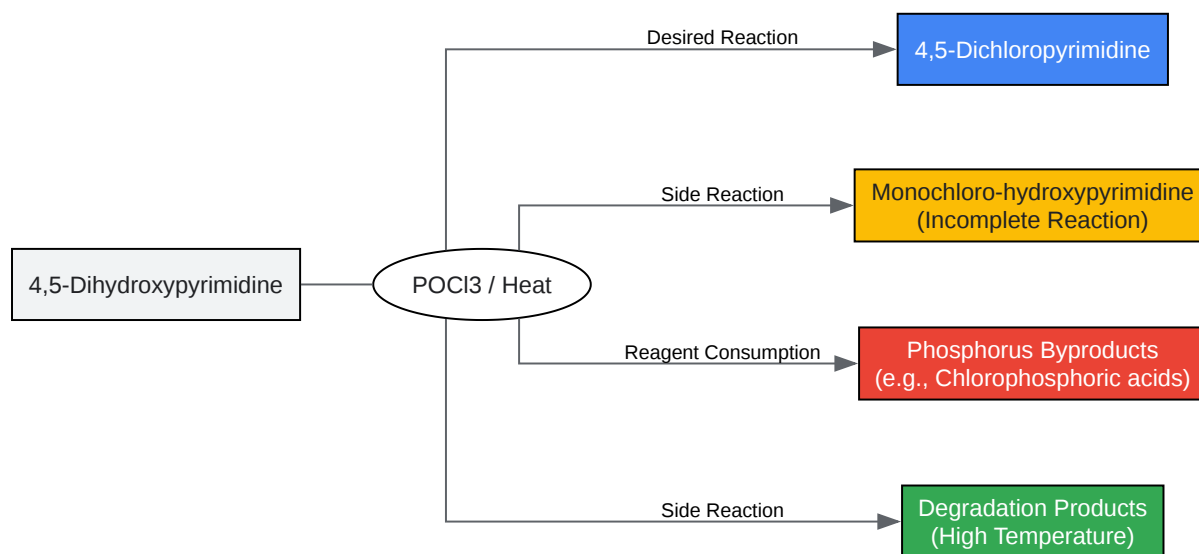 Desired Reaction
4,5-Dichloropyrimidine
Side Reaction
Monochloro-hydroxypyrimidine
(Incomplete Reaction)
4,5-Dihydroxypyrimidine
POCl3 / Heat
Reagent Consumption
Phosphorus Byproducts
(e.g., Chlorophosphoric acids)
Side Reaction
Degradation Products
(High Temperature)